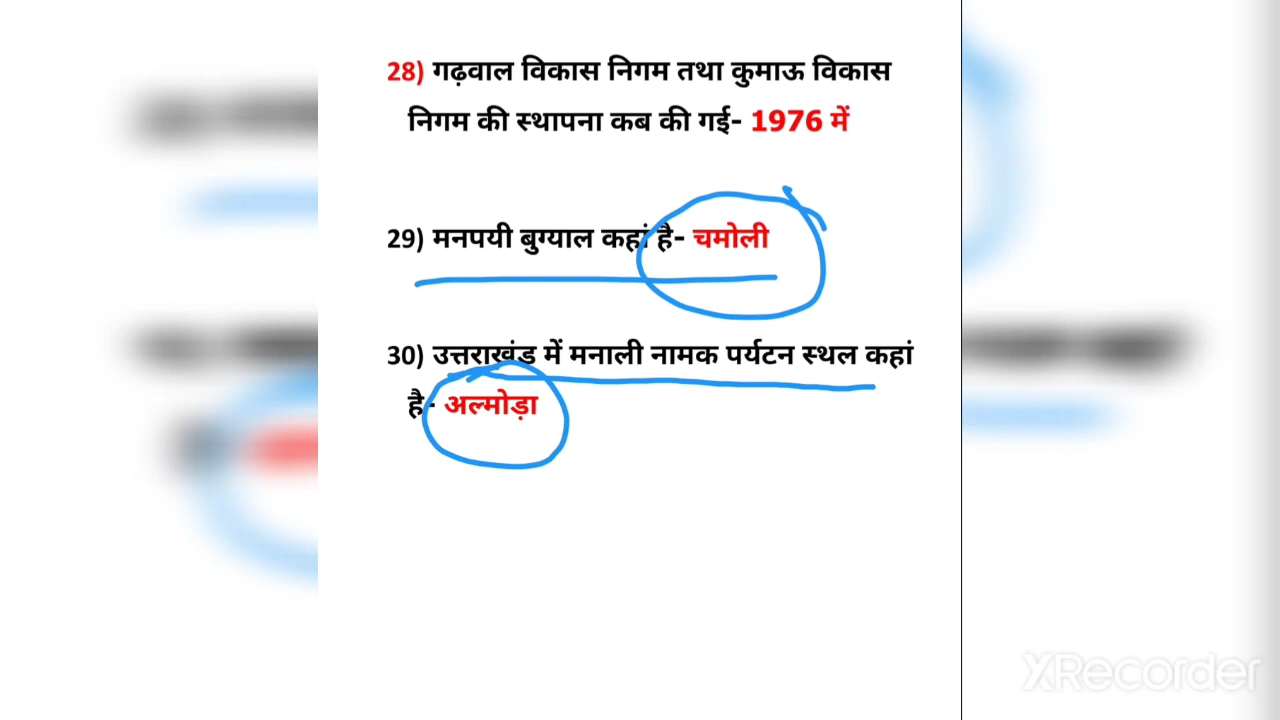 28) गढ़वाल विकास निगम तथा कुमाऊ विकास
निगम की स्थापना कब की गई- 1976 में
29) मनपयी बुग्याल कहां है- चमोली
30) उत्तराखंड में मनाली नामक पर्यटन स्थल कहां
है- अल्मोड़ा
XRecorder